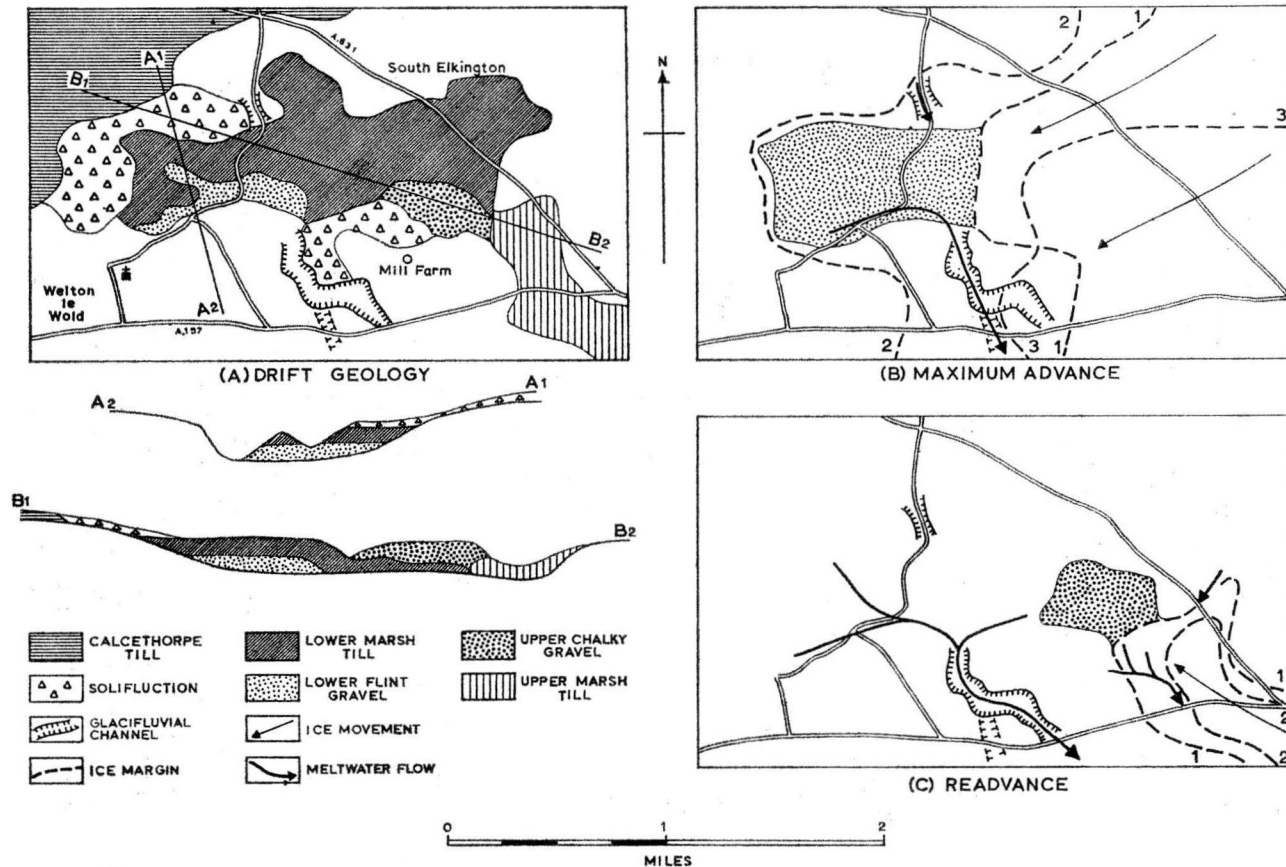 A.631
A1
B1
South Elkington
B2
Mill Farm
Welton
le
Wold
A2
A.157
(A) DRIFT GEOLOGY
N
2
1
3
2
3
1
(B) MAXIMUM ADVANCE
A2
A1
B1
B2
1
2
1
2
(C) READVANCE
CALCETHORPE
TILL
LOWER MARSH
TILL
UPPER CHALKY
GRAVEL
SOLIFLUCTION
LOWER FLINT
GRAVEL
UPPER MARSH
TILL
GLACIFLUVIAL
CHANNEL
ICE MOVEMENT
ICE MARGIN
MELTWATER FLOW
0
1
2
MILES